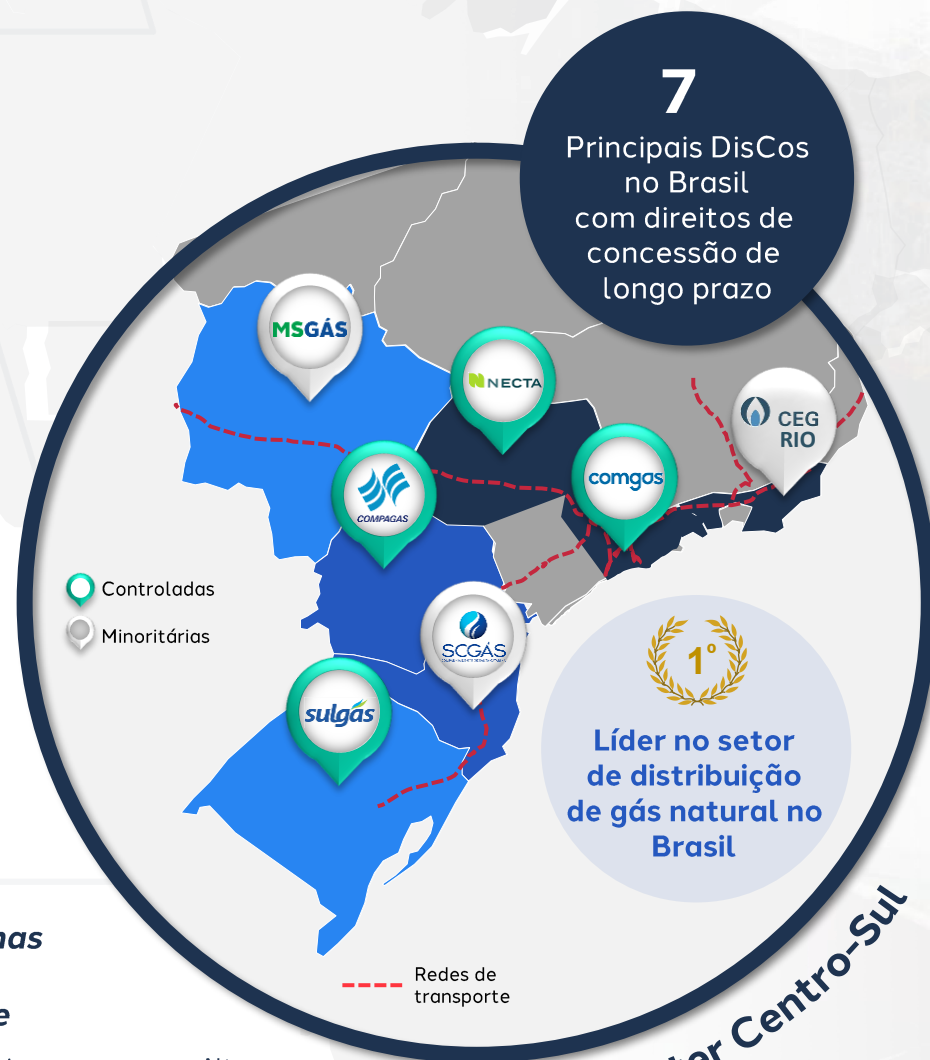 7
Principais DisCos
no Brasil
com direitos de
concessão de
longo prazo
MSGÁS
NECTA
CEG
RIO
comgas
COMPAGAS
Controladas
Minoritárias
SCGÁS
sulgás
1º
Líder no setor
de distribuição
de gás natural no
Brasil
Redes de
transporte
Centro-Sul